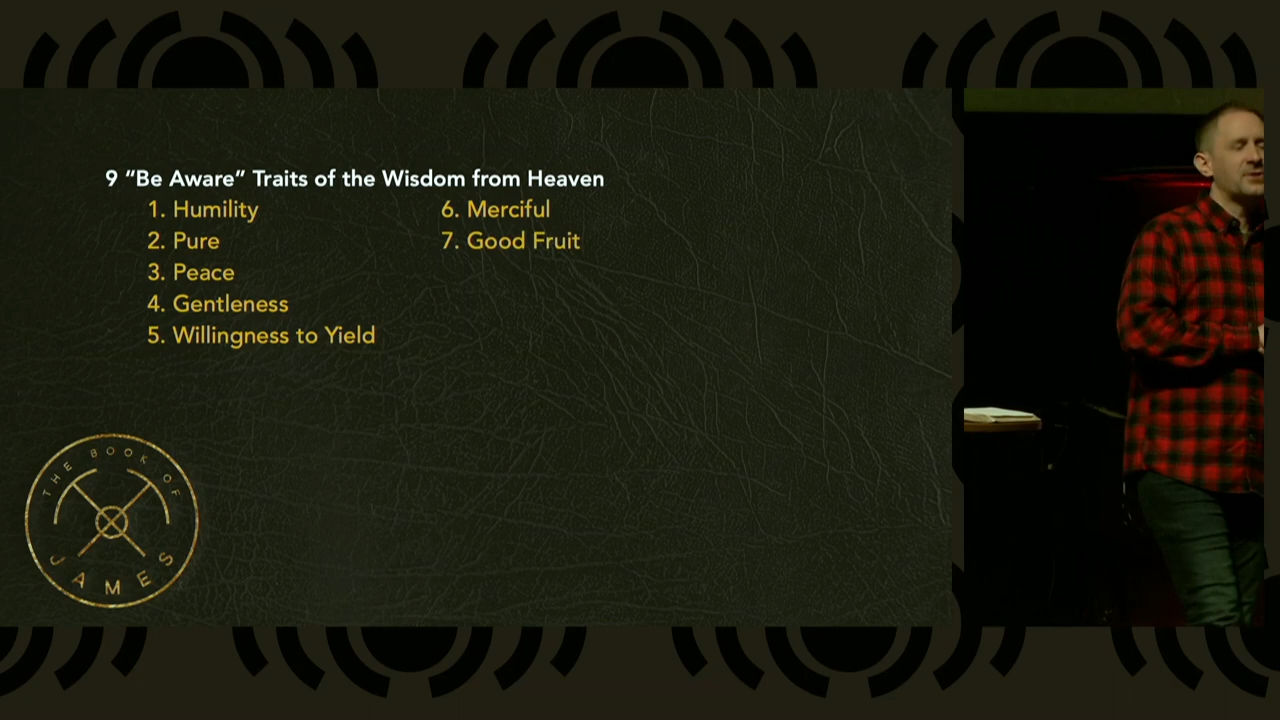 9 “Be Aware” Traits of the Wisdom from Heaven
1. Humility
2. Pure
3. Peace
4. Gentleness
5. Willingness to Yield
6. Merciful
7. Good Fruit
THE BOOK OF
JAMES